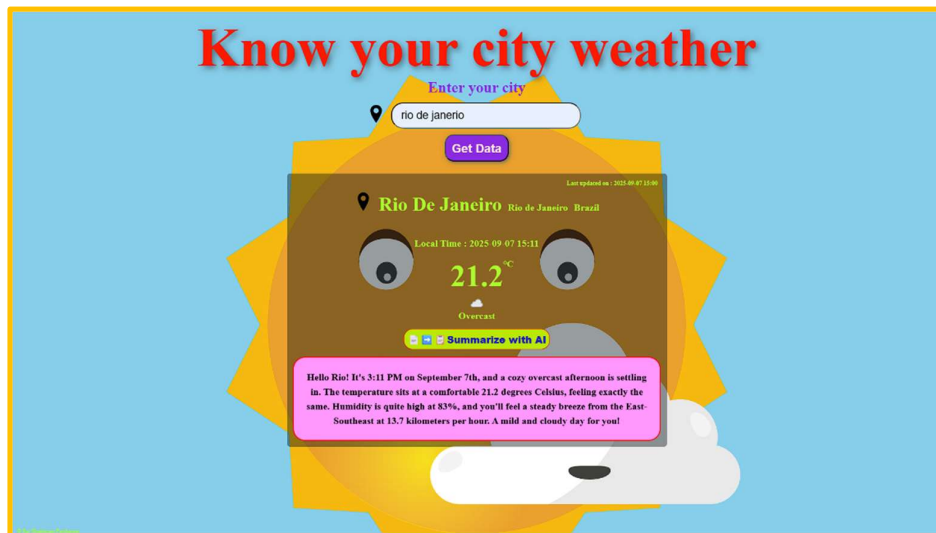 Know your city weather
Enter your city
rio de janerio
Get Data
Last updated on : 2025-09-07 15:00
Rio De Janeiro Rio de Janeiro Brazil
Local Time : 2025-09-07 15:11
21.2°C
Overcast
Summarize with AI
Hello Rio! It's 3:11 PM on September 7th, and a cozy overcast afternoon is settling
in. The temperature sits at a comfortable 21.2 degrees Celsius, feeling exactly the
same. Humidity is quite high at 83%, and you'll feel a steady breeze from the East-
Southeast at 13.7 kilometers per hour. A mild and cloudy day for you!